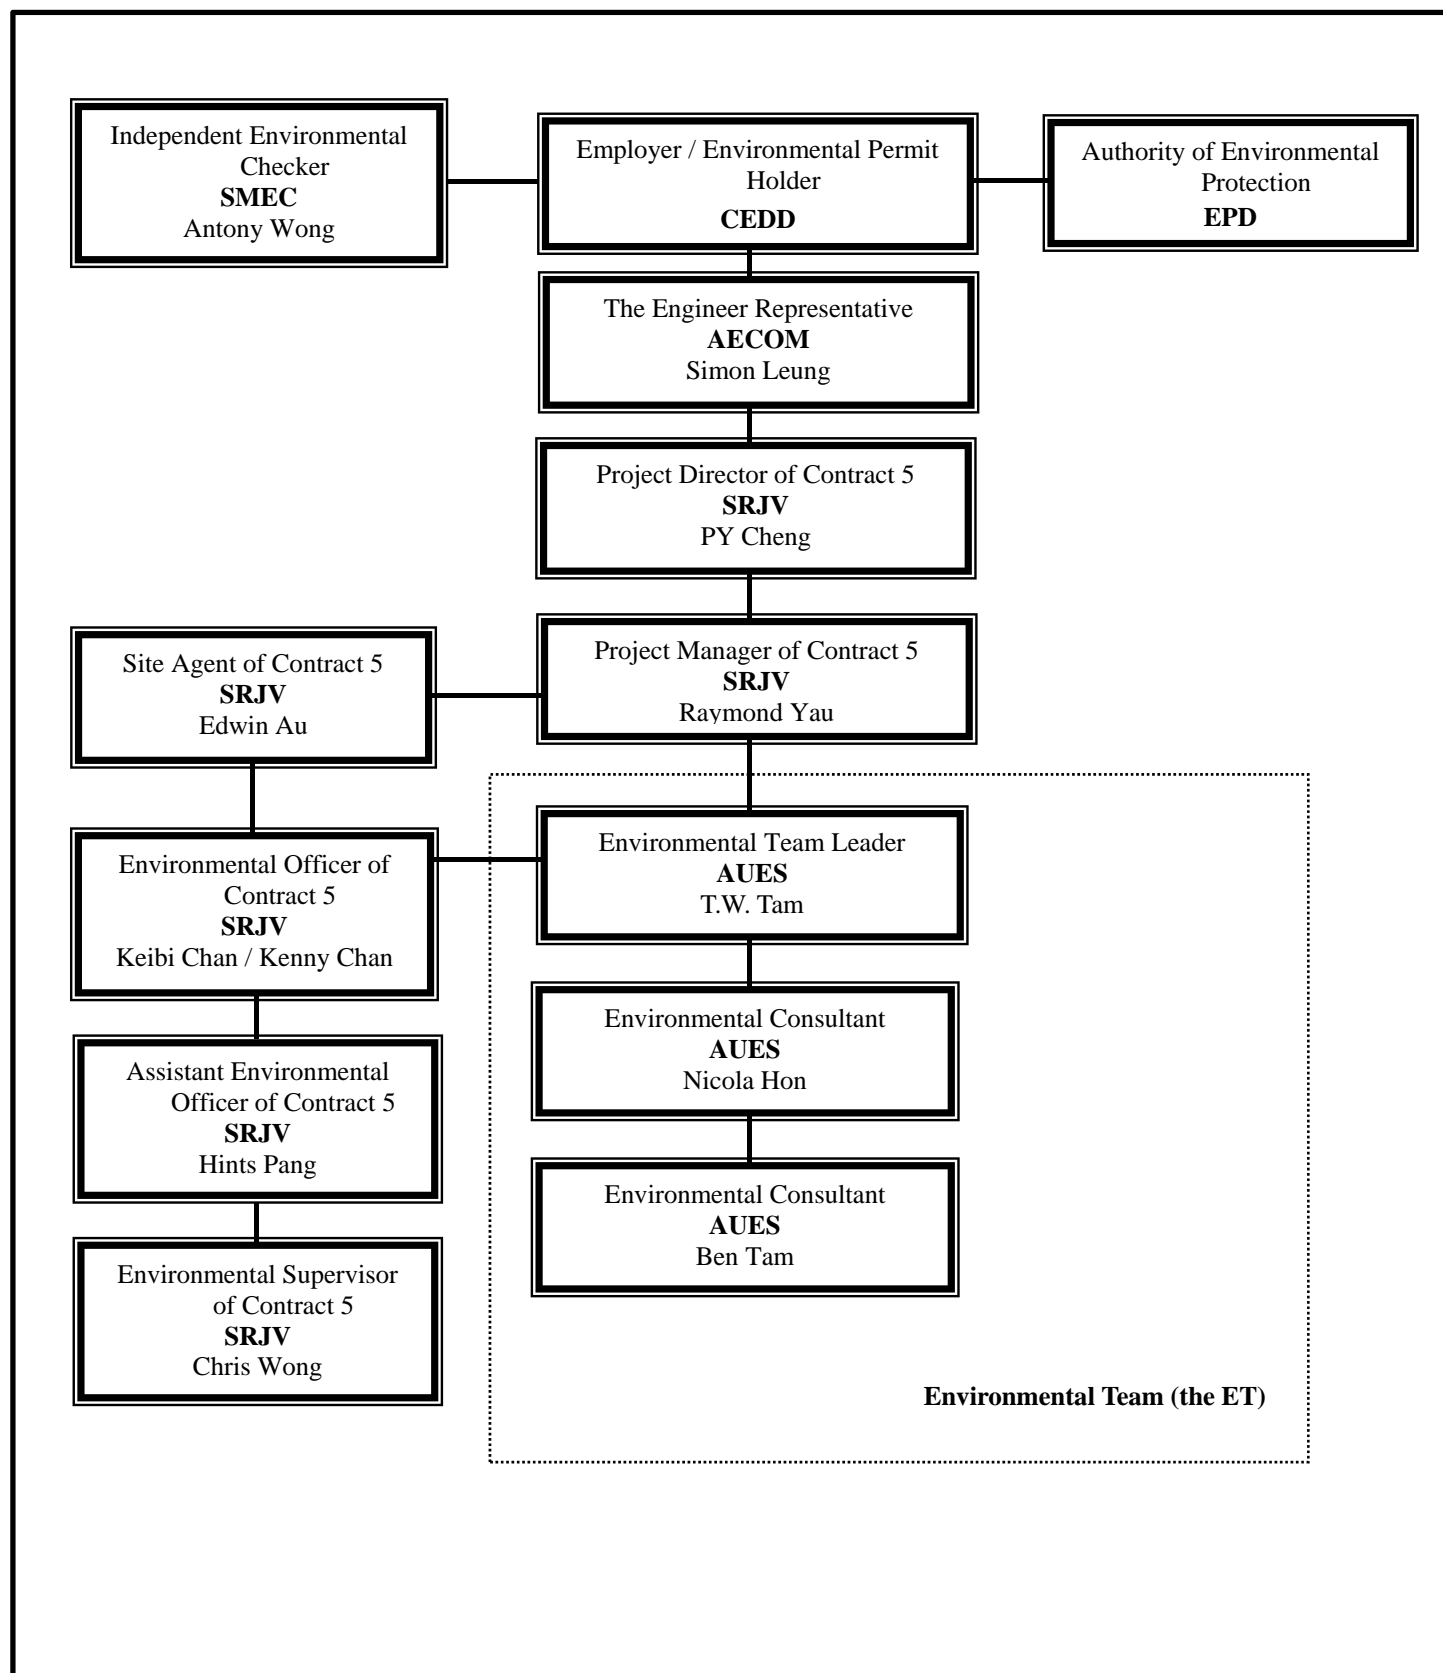 Independent Environmental
Checker
SMEC
Antony Wong
Employer / Environmental Permit
Holder
CEDD
Authority of Environmental
Protection
EPD
The Engineer Representative
AECOM
Simon Leung
Project Director of Contract 5
SRJV
PY Cheng
Site Agent of Contract 5
SRJV
Edwin Au
Project Manager of Contract 5
SRJV
Raymond Yau
Environmental Officer of
Contract 5
SRJV
Keibi Chan / Kenny Chan
Environmental Team Leader
AUES
T.W. Tam
Assistant Environmental
Officer of Contract 5
SRJV
Hints Pang
Environmental Consultant
AUES
Nicola Hon
Environmental Supervisor
of Contract 5
SRJV
Chris Wong
Environmental Consultant
AUES
Ben Tam
Environmental Team (the ET)